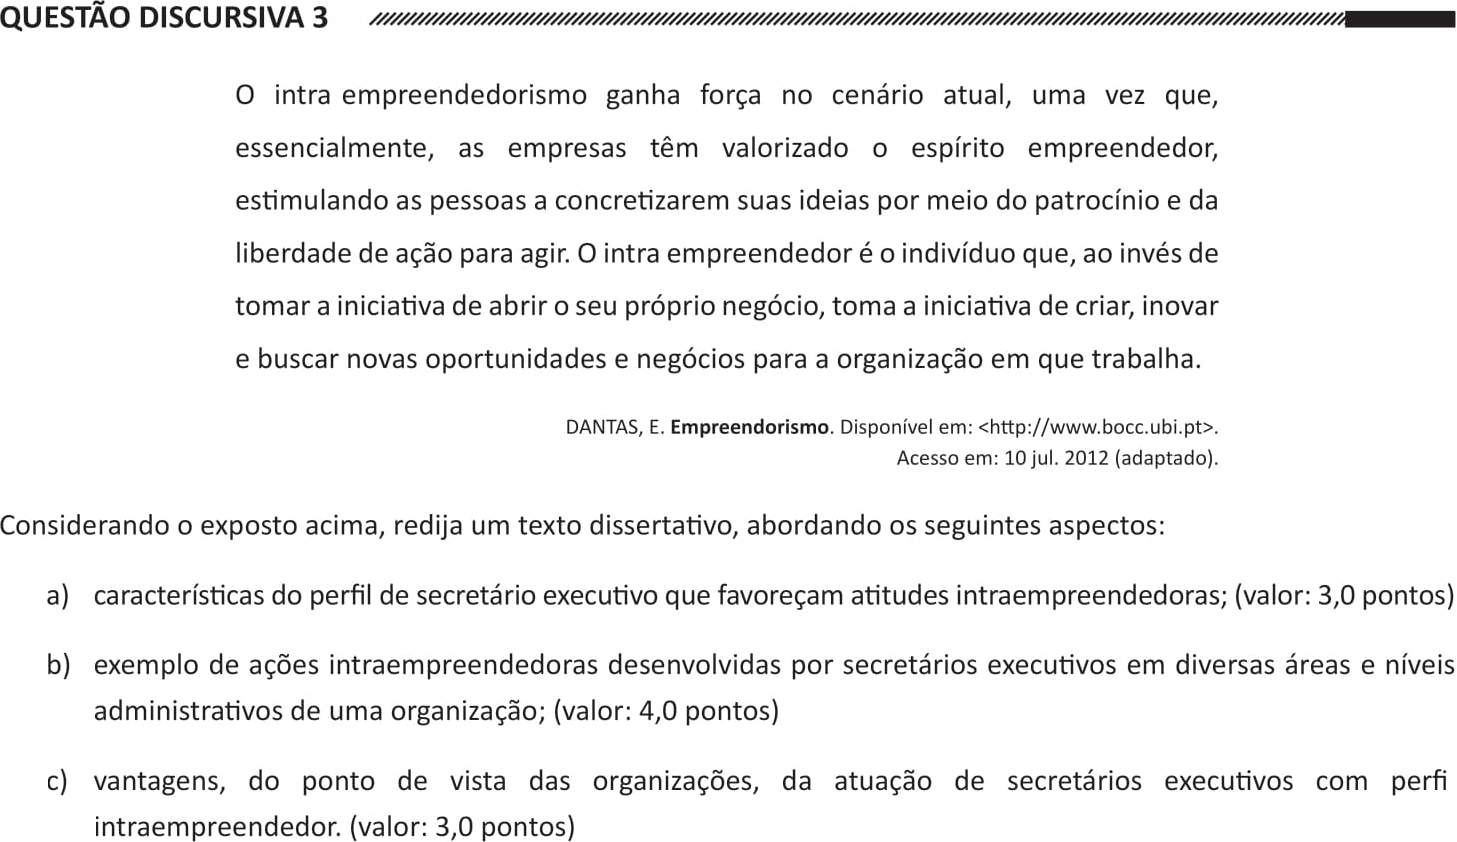 QUESTÃO DISCURSIVA 3
O intra empreendedorismo ganha força no cenário atual, uma vez que,
essencialmente, as empresas têm valorizado o espírito empreendedor,
estimulando as pessoas a concretizarem suas ideias por meio do patrocínio e da
liberdade de ação para agir. O intra empreendedor é o indivíduo que, ao invés de
tomar a iniciativa de abrir o seu próprio negócio, toma a iniciativa de criar, inovar
e buscar novas oportunidades e negócios para a organização em que trabalha.
DANTAS, E. Empreendorismo. Disponível em: <http://www.bocc.ubi.pt>.
Acesso em: 10 jul. 2012 (adaptado).
Considerando o exposto acima, redija um texto dissertativo, abordando os seguintes aspectos:
a) características do perfil de secretário executivo que favoreçam atitudes intraempreendedoras; (valor: 3,0 pontos)
b) exemplo de ações intraempreendedoras desenvolvidas por secretários executivos em diversas áreas e níveis
administrativos de uma organização; (valor: 4,0 pontos)
c) vantagens, do ponto de vista das organizações, da atuação de secretários executivos com perfi
intraempreendedor. (valor: 3,0 pontos)